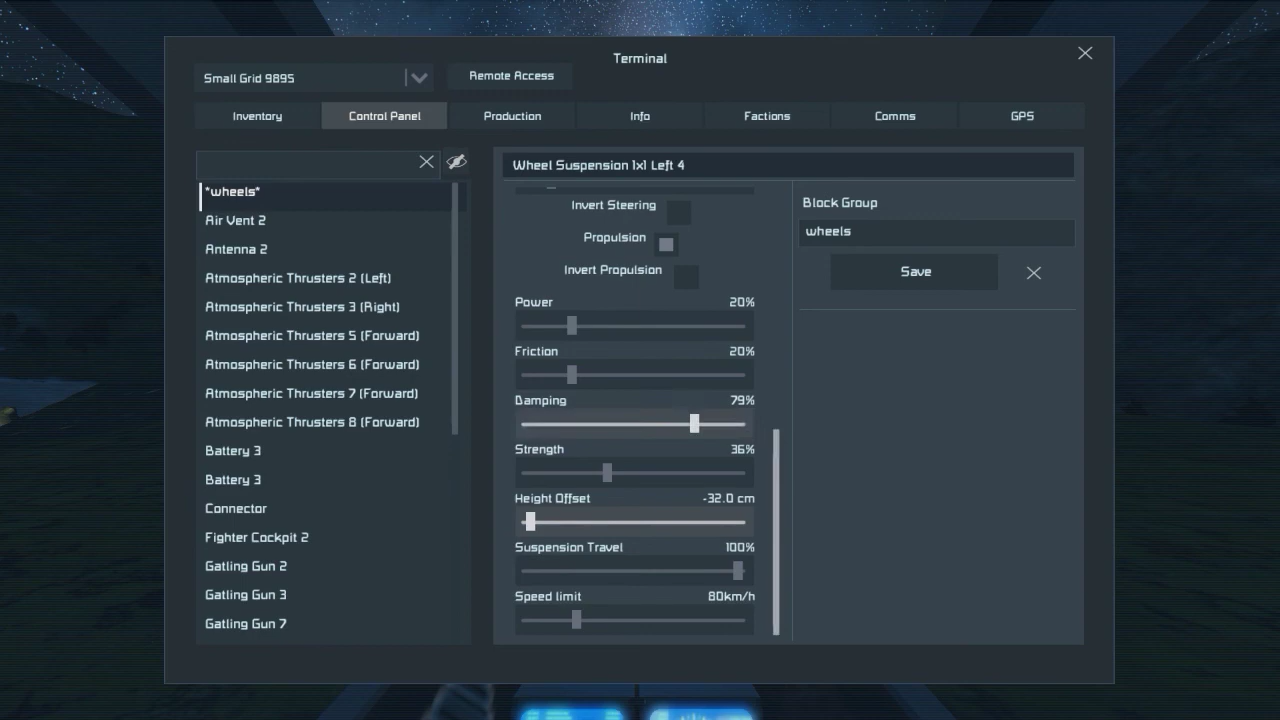 Terminal
Small Grid 9895
Remote Access
Inventory
Control Panel
Production
Info
Factions
Comms
GPS
*wheels*
Air Vent 2
Antenna 2
Atmospheric Thrusters 2 (Left)
Atmospheric Thrusters 3 (Right)
Atmospheric Thrusters 5 (Forward)
Atmospheric Thrusters 6 (Forward)
Atmospheric Thrusters 7 (Forward)
Atmospheric Thrusters 8 (Forward)
Battery 3
Battery 3
Connector
Fighter Cockpit 2
Gatling Gun 2
Gatling Gun 3
Gatling Gun 7
Wheel Suspension 1x1 Left 4
Invert Steering
Propulsion
Invert Propulsion
Power 20%
Friction 20%
Damping 79%
Strength 36%
Height Offset -32.0 cm
Suspension Travel 100%
Speed limit 80km/h
Block Group
wheels
Save